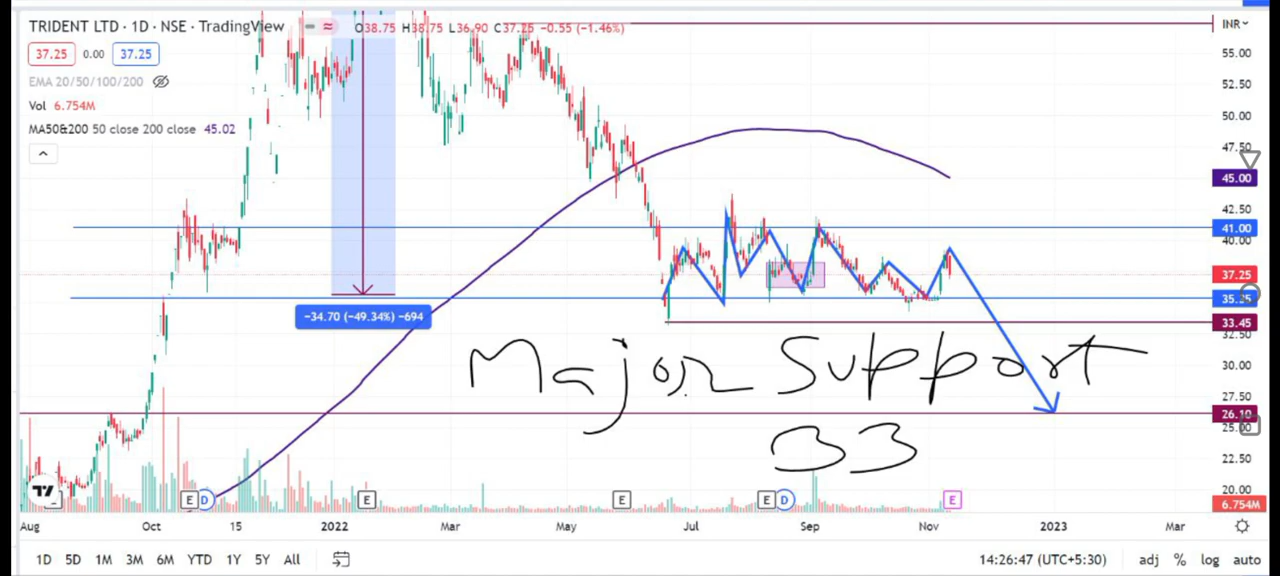 TRIDENT LTD · 1D · NSE · TradingView O38.75 H38.75 L36.90 C37.25 -0.55 (-1.46%) INR
37.25 0.00 37.25
EMA 20/50/100/200
Vol 6.754M
MA50&200 50 close 200 close 45.02
55.00
52.50
50.00
47.50
45.00
42.50
41.00
40.00
37.25
33.45
32.50
30.00
27.50
26.10
25.00
22.50
20.00
6.754M
-34.70 (-49.34%) -694
Major Support
33
E D E E E D E
Aug Oct 15 2022 Mar May Jul Sep Nov 2023 Mar
1D 5D 1M 3M 6M YTD 1Y 5Y All 14:26:47 (UTC+5:30) adj % log auto